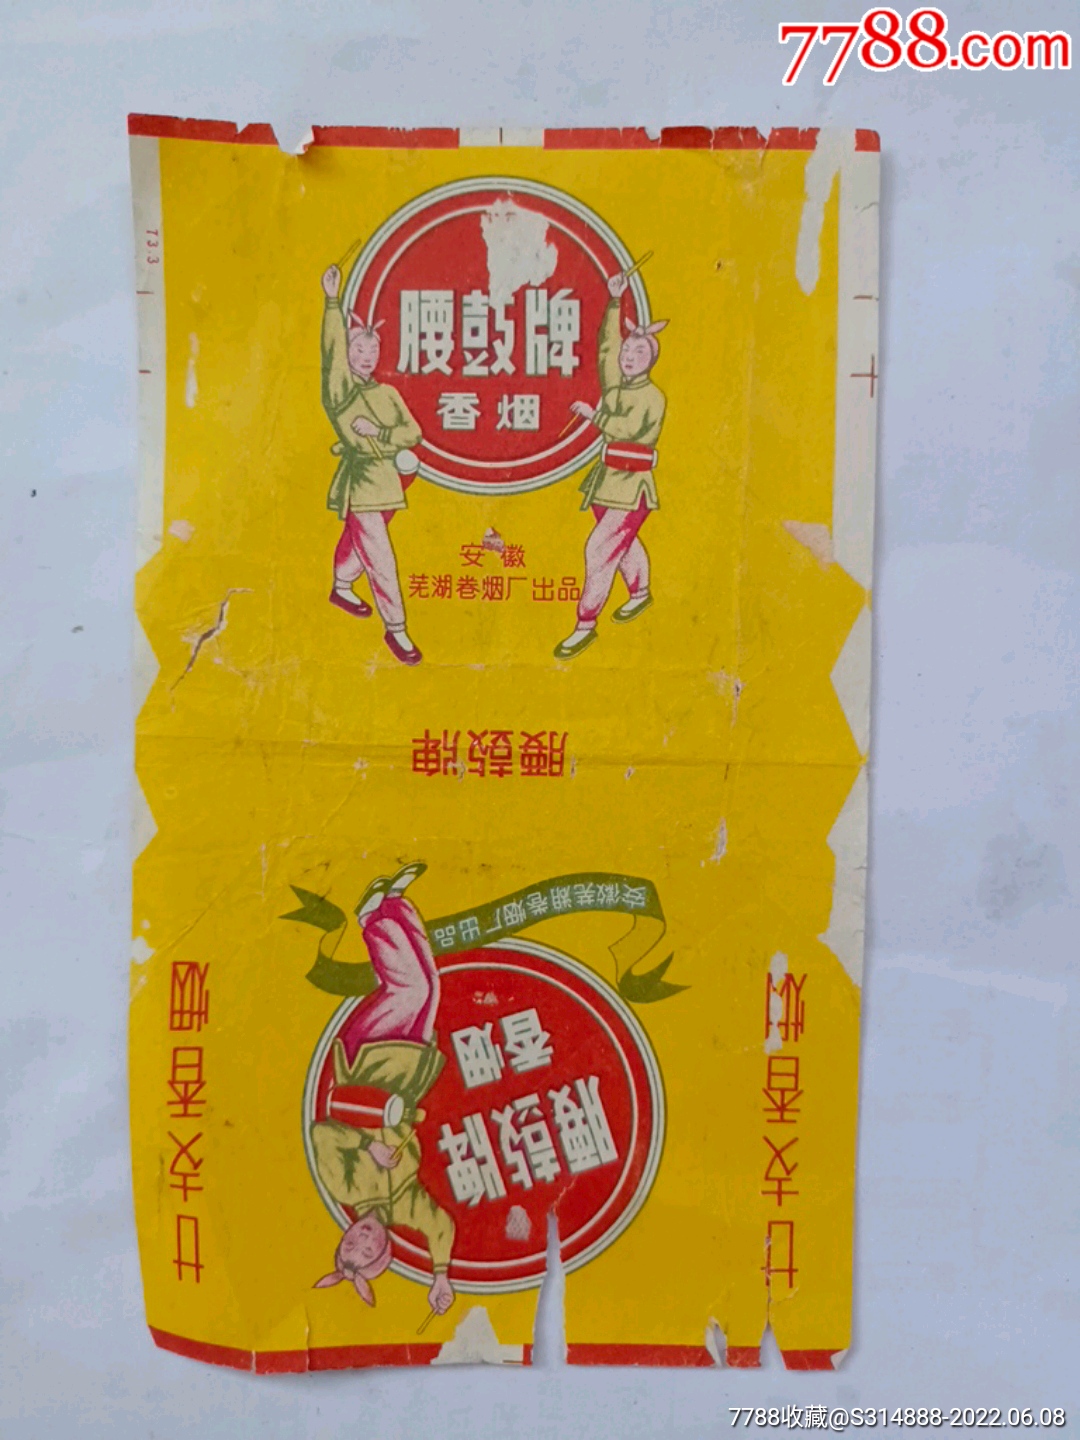 7788.com
T3.3
腰鼓牌
香烟
安徽
芜湖卷烟厂出品
腰鼓牌
安徽芜湖卷烟厂出品
腰鼓牌
香烟
廿支香烟
廿支香烟
7788收藏@S314888-2022.06.08